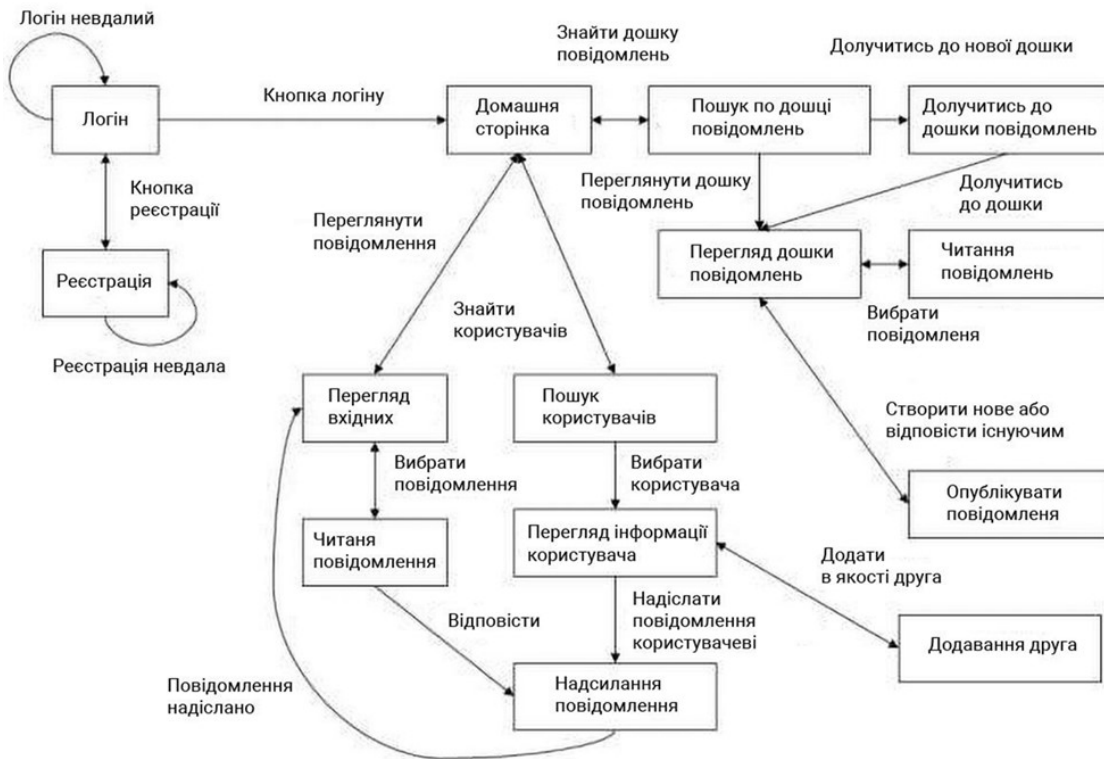 Логін невдалий
Логін
Кнопка логіну
Домашня
сторінка
Знайти дошку
повідомлень
Пошук по дошці
повідомлень
Долучитись до нової дошки
Долучитись до
дошки повідомлень
Кнопка
реєстрації
Переглянути
повідомлення
Переглянути дошку
повідомлень
Долучитись
до дошки
Реєстрація
Реєстрація невдала
Знайти
користувачів
Перегляд дошки
повідомлень
Читання
повідомлень
Вибрати
повідомленя
Перегляд
вхідних
Пошук
користувачів
Створити нове або
відповісти існуючим
Вибрати
повідомлення
Вибрати
користувача
Опублікувати
повідомленя
Читаня
повідомлення
Перегляд інформації
користувача
Додати
в якості друга
Відповісти
Надіслати
повідомлення
користувачеві
Додавання друга
Повідомлення
надіслано
Надсилання
повідомлення